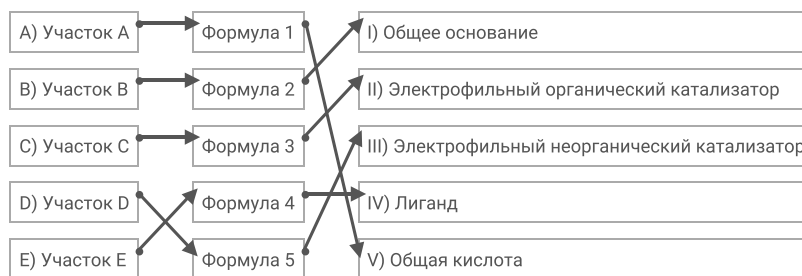 A) Участок A Формула 1 I) Общее основание
B) Участок B Формула 2 II) Электрофильный органический катализатор
C) Участок C Формула 3 III) Электрофильный неорганический катализатор
D) Участок D Формула 4 IV) Лиганд
E) Участок E Формула 5 V) Общая кислота